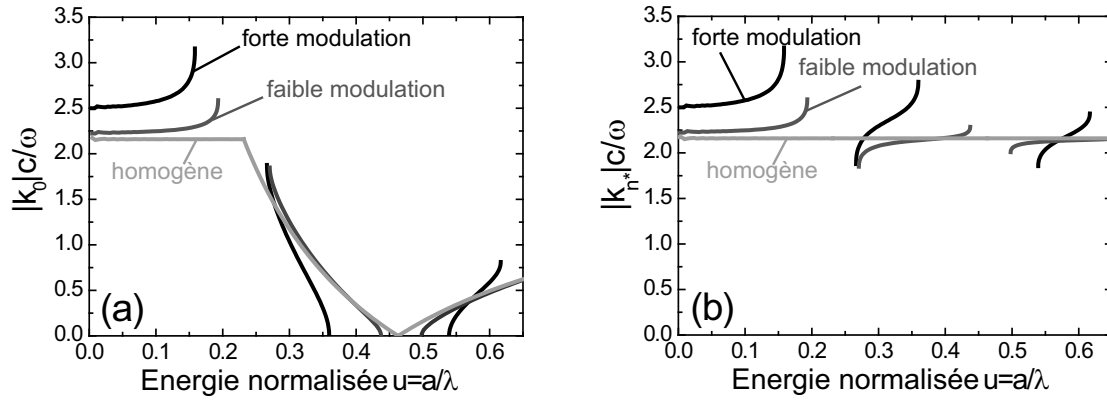 3.5
3.0
2.5
2.0
1.5
1.0
0.5
0.0
|k₀|c/ω
forte modulation
faible modulation
homogène
(a)
0.0 0.1 0.2 0.3 0.4 0.5 0.6
Energie normalisée u=a/λ
3.5
3.0
2.5
2.0
1.5
1.0
0.5
0.0
|kₙ*|c/ω
forte modulation
faible modulation
homogène
(b)
0.0 0.1 0.2 0.3 0.4 0.5 0.6
Energie normalisée u=a/λ